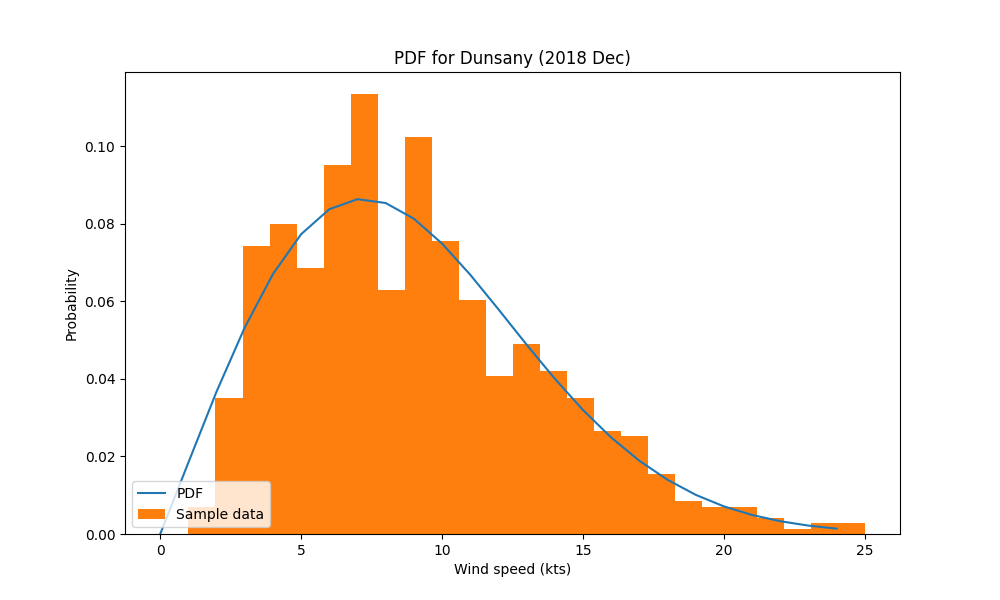 PDF for Dunsany (2018 Dec)
0.10
0.08
0.06
0.04
0.02
0.00
Probability
PDF
Sample data
0 5 10 15 20 25
Wind speed (kts)